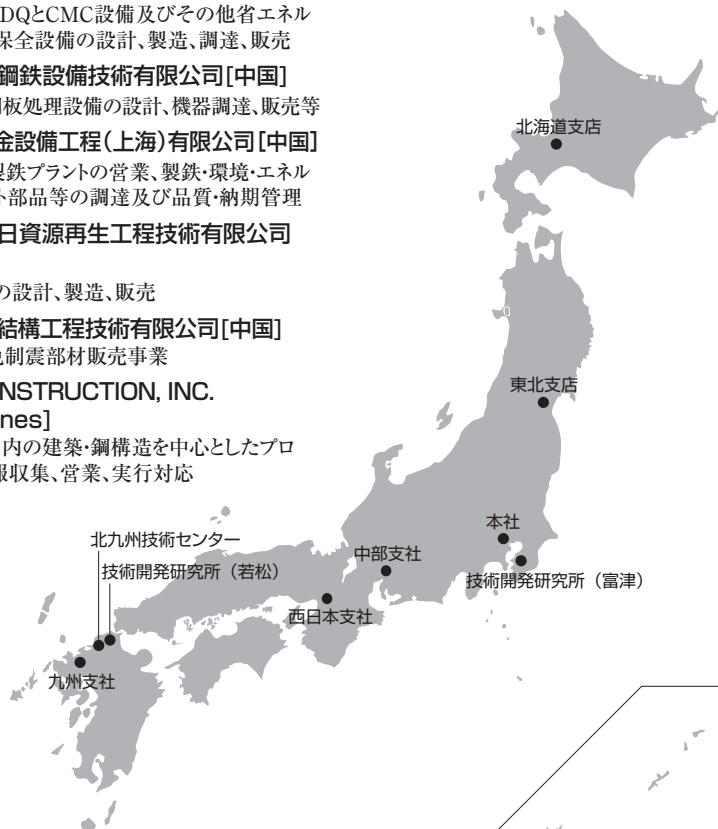 DQとCMC設備及びその他省エネル
保全設備の設計、製造、調達、販売
鋼鉄設備技術有限公司[中国]
板処理設備の設計、機器調達、販売等
金設備工程(上海)有限公司[中国]
製鉄プラントの営業、製鉄・環境・エネル
ト部品等の調達及び品質・納期管理
日資源再生工程技術有限公司
の設計、製造、販売
結構工程技術有限公司[中国]
制震部材販売事業
NSTRUCTION, INC.
nes]
内の建築・鋼構造を中心としたプロ
報収集、営業、実行対応
北海道支店
東北支店
本社
技術開発研究所（富津）
中部支社
西日本支社
北九州技術センター
技術開発研究所（若松）
九州支社